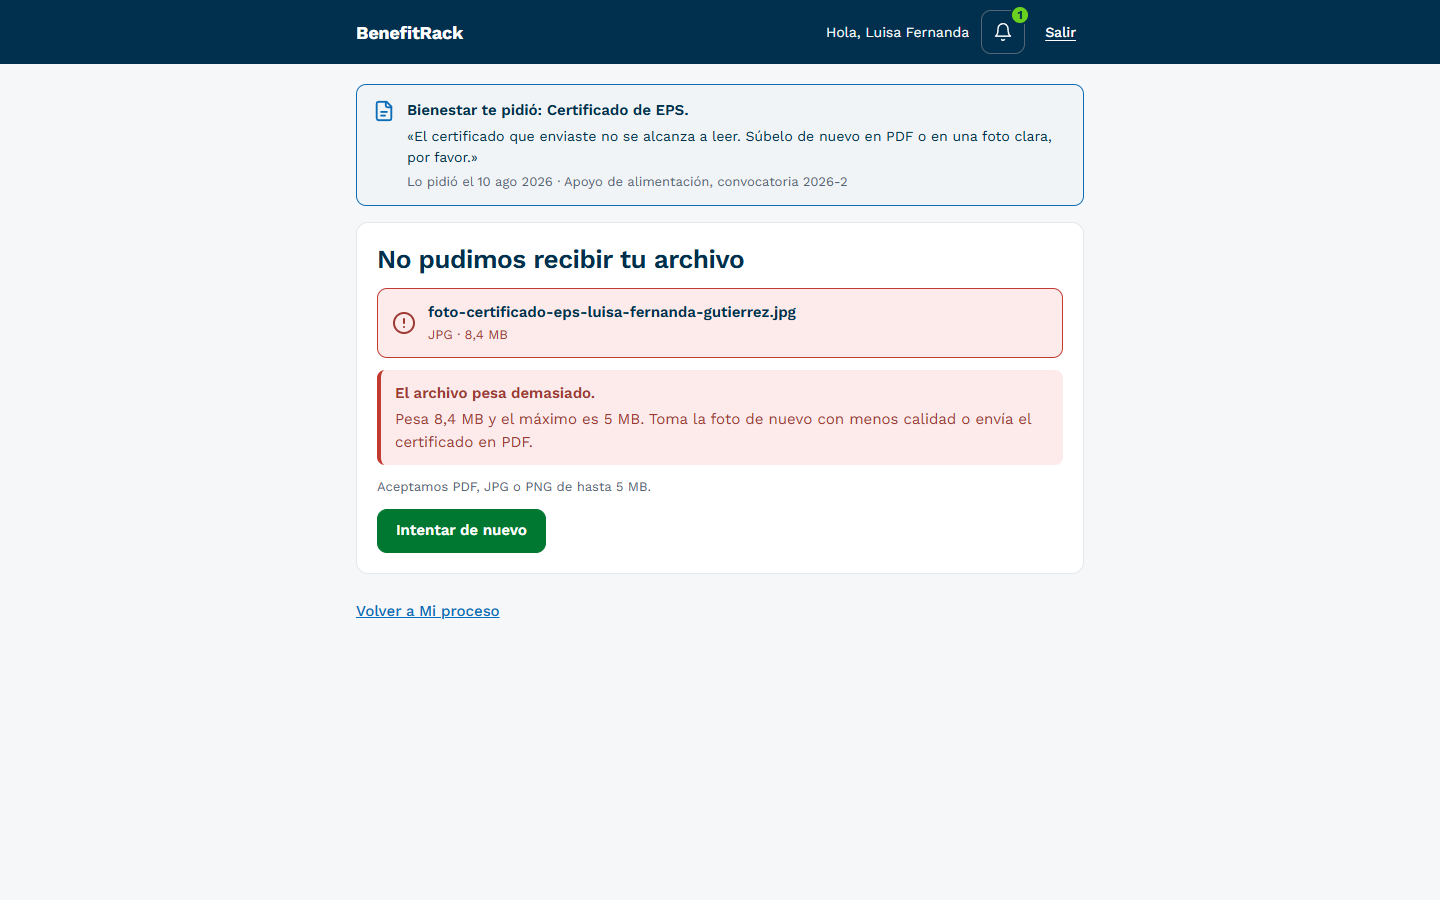 BenefitRack
Hola, Luisa Fernanda
1
Salir
Bienestar te pidió: Certificado de EPS.
«El certificado que enviaste no se alcanza a leer. Súbelo de nuevo en PDF o en una foto clara,
por favor.»
Lo pidió el 10 ago 2026 · Apoyo de alimentación, convocatoria 2026-2
No pudimos recibir tu archivo
foto-certificado-eps-luisa-fernanda-gutierrez.jpg
JPG · 8,4 MB
El archivo pesa demasiado.
Pesa 8,4 MB y el máximo es 5 MB. Toma la foto de nuevo con menos calidad o envía el
certificado en PDF.
Aceptamos PDF, JPG o PNG de hasta 5 MB.
Intentar de nuevo
Volver a Mi proceso